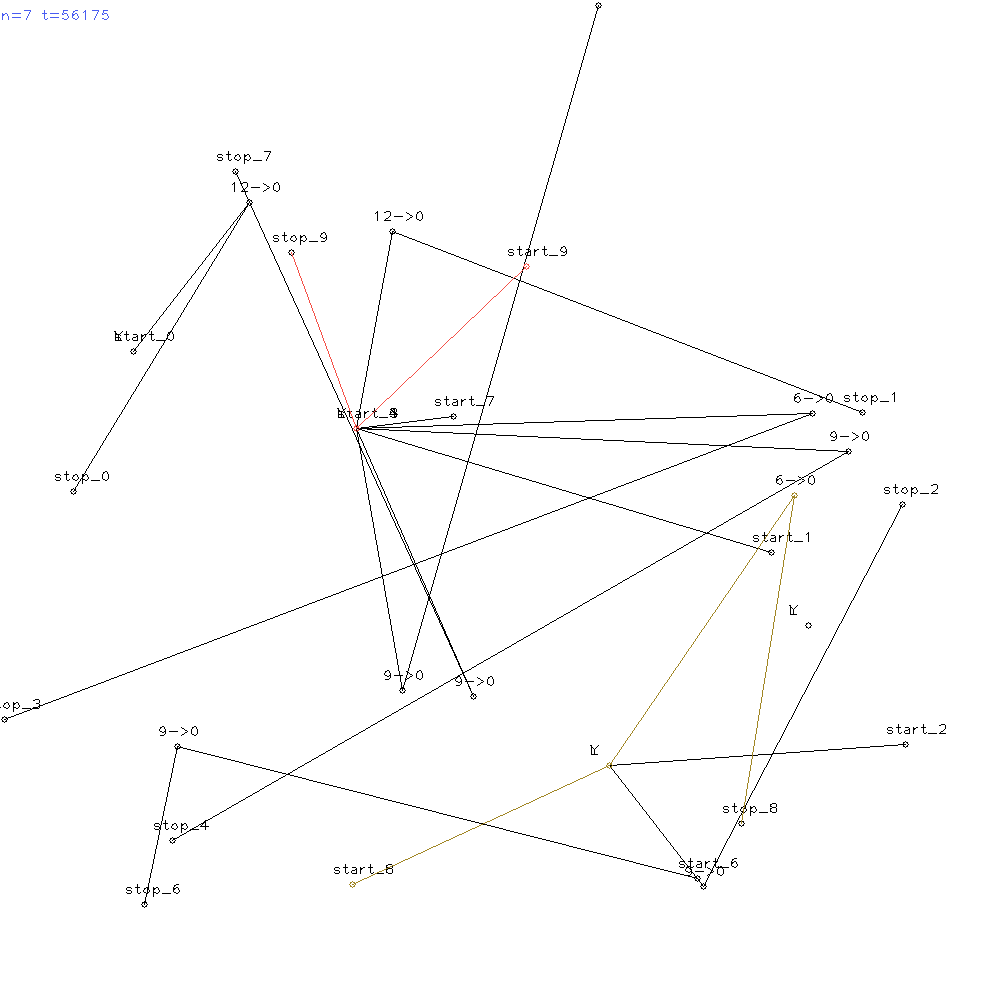 n=7 t=56175
stop_7
12->0
12->0
stop_9
start_9
start_0
start_7
6->0
stop_1
9->0
stop_0
6->0
stop_2
start_1
9->0
9->0
op_3
start_2
9->0
stop_8
stop_4
start_6
start_8
9->0
stop_6